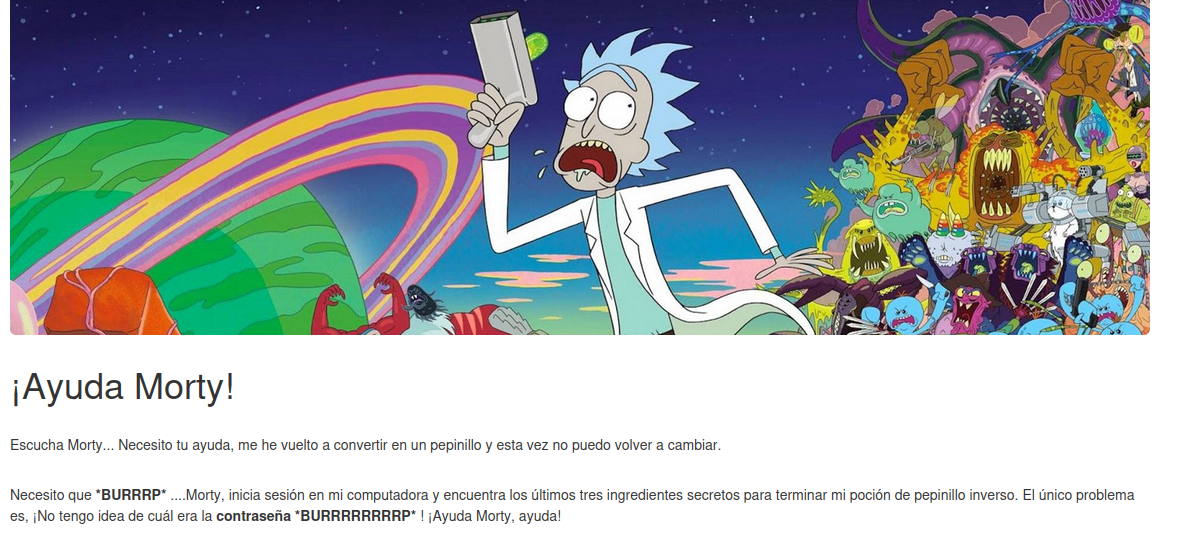 ¡Ayuda Morty!
Escucha Morty... Necesito tu ayuda, me he vuelto a convertir en un pepinillo y esta vez no puedo volver a cambiar.
Necesito que *BURRRP* ....Morty, inicia sesión en mi computadora y encuentra los últimos tres ingredientes secretos para terminar mi poción de pepinillo inverso. El único problema
es, ¡No tengo idea de cuál era la contraseña *BURRRRRRRRP* ! ¡Ayuda Morty, ayuda!